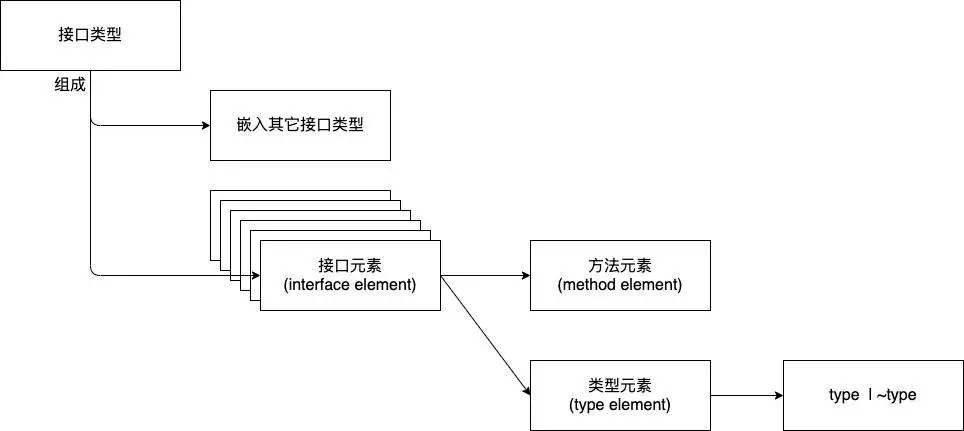 接口类型
组成
嵌入其它接口类型
接口元素
(interface element)
方法元素
(method element)
类型元素
(type element)
type | ~type